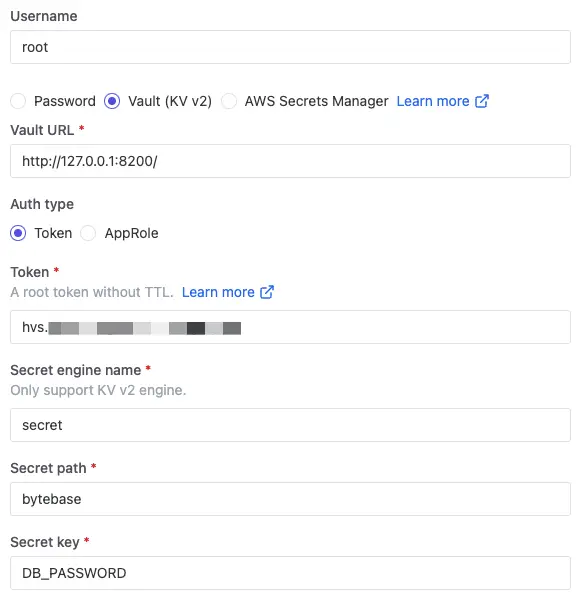 Username
root
Password Vault (KV v2) AWS Secrets Manager Learn more
Vault URL *
http://127.0.0.1:8200/
Auth type
Token AppRole
Token *
A root token without TTL. Learn more
hvs.
Secret engine name *
Only support KV v2 engine.
secret
Secret path *
bytebase
Secret key *
DB_PASSWORD